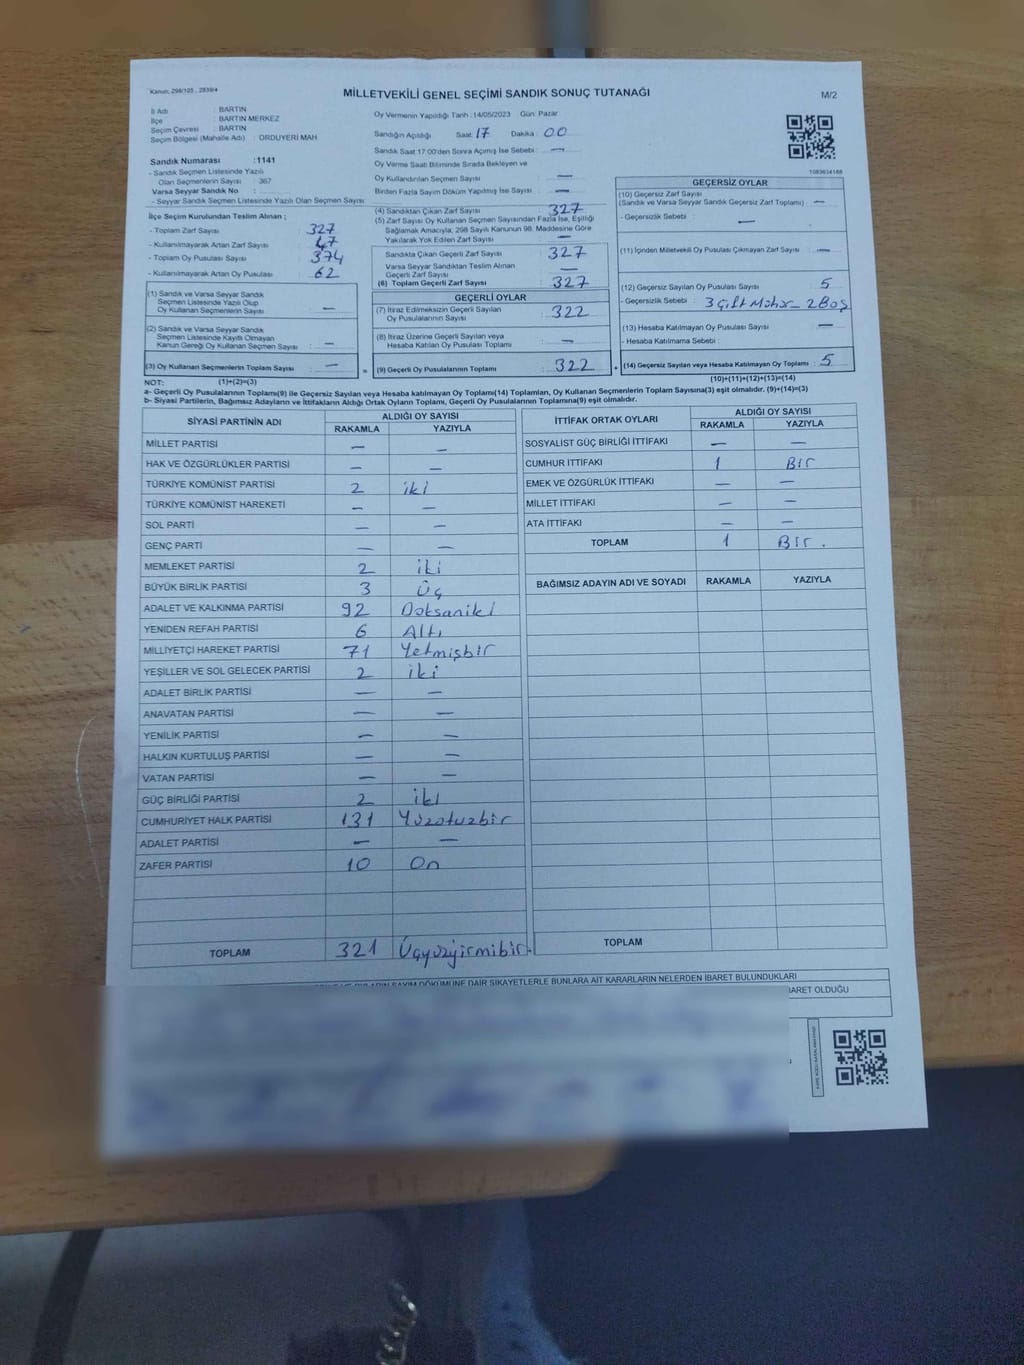 Kanun: 298/105 , 2839/4
MİLLETVEKİLİ GENEL SEÇİMİ SANDIK SONUÇ TUTANAĞI
M/2
İl Adı : BARTIN
İlçe : BARTIN MERKEZ
Seçim Çevresi : BARTIN
Seçim Bölgesi (Mahalle Adı) : ORDUYERİ MAH
Sandık Numarası :1141
- Sandık Seçmen Listesinde Yazılı
Olan Seçmenlerin Sayısı : 367
Varsa Seyyar Sandık No :
- Seyyar Sandık Seçmen Listesinde Yazılı Olan Seçmen Sayısı
İlçe Seçim Kurulundan Teslim Alınan ;
- Toplam Zarf Sayısı : 327
- Kullanılmayarak Artan Zarf Sayısı : 47
- Toplam Oy Pusulası Sayısı : 374
- Kullanılmayarak Artan Oy Pusulası : 62
(1) Sandık ve Varsa Seyyar Sandık
Seçmen Listesinde Yazılı Olup
Oy Kullanan Seçmenlerin Sayısı : —
(2) Sandık ve Varsa Seyyar Sandık
Seçmen Listesinde Kayıtlı Olmayan
Kanun Gereği Oy Kullanan Seçmen Sayısı : —
(3) Oy Kullanan Seçmenlerin Toplam Sayısı : —
Oy Vermenin Yapıldığı Tarih :14/05/2023 Gün: Pazar
Sandığın Açıldığı Saat: 17 Dakika : 00
Sandık Saat 17:00'den Sonra Açılmış İse Sebebi : —
Oy Verme Saati Bitiminde Sırada Bekleyen ve
Oy Kullandırılan Seçmen Sayısı : —
Birden Fazla Sayım Döküm Yapılmış İse Sayısı : —
(4) Sandıktan Çıkan Zarf Sayısı : 327
(5) Zarf Sayısı Oy Kullanan Seçmen Sayısından Fazla İse, Eşitliği
Sağlamak Amacıyla, 298 Sayılı Kanunun 98. Maddesine Göre
Yakılarak Yok Edilen Zarf Sayısı : —
Sandıkta Çıkan Geçerli Zarf Sayısı : 327
Varsa Seyyar Sandıktan Teslim Alınan
Geçerli Zarf Sayısı : —
(6) Toplam Geçerli Zarf Sayısı : 327
GEÇERLİ OYLAR
(7) İtiraz Edilmeksizin Geçerli Sayılan
Oy Pusulalarının Sayısı : 322
(8) İtiraz Üzerine Geçerli Sayılan veya
Hesaba Katılan Oy Pusulası Toplamı : —
= (9) Geçerli Oy Pusulalarının Toplamı : 322
1083634188
GEÇERSİZ OYLAR
(10) Geçersiz Zarf Sayısı
(Sandık ve Varsa Seyyar Sandık Geçersiz Zarf Toplamı) : —
- Geçersizlik Sebebi : —
(11) İçinden Milletvekili Oy Pusulası Çıkmayan Zarf Sayısı : —
(12) Geçersiz Sayılan Oy Pusulası Sayısı : 5
- Geçersizlik Sebebi : 3 Çift Mühür _ 2 Boş
(13) Hesaba Katılmayan Oy Pusulası Sayısı : —
- Hesaba Katılmama Sebebi :
+ (14) Geçersiz Sayılan veya Hesaba Katılmayan Oy Toplamı : 5
NOT: (1)+(2)=(3) (10)+(11)+(12)+(13)=(14)
a- Geçerli Oy Pusulalarının Toplamı(9) ile Geçersiz Sayılan veya Hesaba katılmayan Oy Toplamı(14) Toplamları, Oy Kullanan Seçmenlerin Toplam Sayısına(3) eşit olmalıdır. (9)+(14)=(3)
b- Siyasi Partilerin, Bağımsız Adayların ve İttifakların Aldığı Ortak Oyların Toplamı, Geçerli Oy Pusulalarının Toplamına(9) eşit olmalıdır.
SİYASİ PARTİNİN ADI ALDIĞI OY SAYISI
RAKAMLA YAZIYLA
MİLLET PARTİSİ — —
HAK VE ÖZGÜRLÜKLER PARTİSİ — —
TÜRKİYE KOMÜNİST PARTİSİ 2 iki
TÜRKİYE KOMÜNİST HAREKETİ — —
SOL PARTİ — —
GENÇ PARTİ — —
MEMLEKET PARTİSİ 2 iki
BÜYÜK BİRLİK PARTİSİ 3 Üç
ADALET VE KALKINMA PARTİSİ 92 Doksaniki
YENİDEN REFAH PARTİSİ 6 Altı
MİLLİYETÇİ HAREKET PARTİSİ 71 Yetmişbir
YEŞİLLER VE SOL GELECEK PARTİSİ 2 iki
ADALET BİRLİK PARTİSİ — —
ANAVATAN PARTİSİ — —
YENİLİK PARTİSİ — —
HALKIN KURTULUŞ PARTİSİ — —
VATAN PARTİSİ — —
GÜÇ BİRLİĞİ PARTİSİ 2 iki
CUMHURİYET HALK PARTİSİ 131 Yüzotuzbir
ADALET PARTİSİ — —
ZAFER PARTİSİ 10 On
TOPLAM 321 Üçyüzyirmibir.
İTTİFAK ORTAK OYLARI ALDIĞI OY SAYISI
RAKAMLA YAZIYLA
SOSYALIST GÜÇ BİRLİĞİ İTTİFAKI — —
CUMHUR İTTİFAKI 1 Bir
EMEK VE ÖZGÜRLÜK İTTİFAKI — —
MİLLET İTTİFAKI — —
ATA İTTİFAKI — —
TOPLAM 1 Bir .
BAĞIMSIZ ADAYIN ADI VE SOYADI RAKAMLA YAZIYLA
TOPLAM
SAYIM DÖKÜMÜNE DAİR ŞİKAYETLERLE BUNLARA AİT KARARLARIN NELERDEN İBARET BULUNDUKLARI
İBARET OLDUĞU